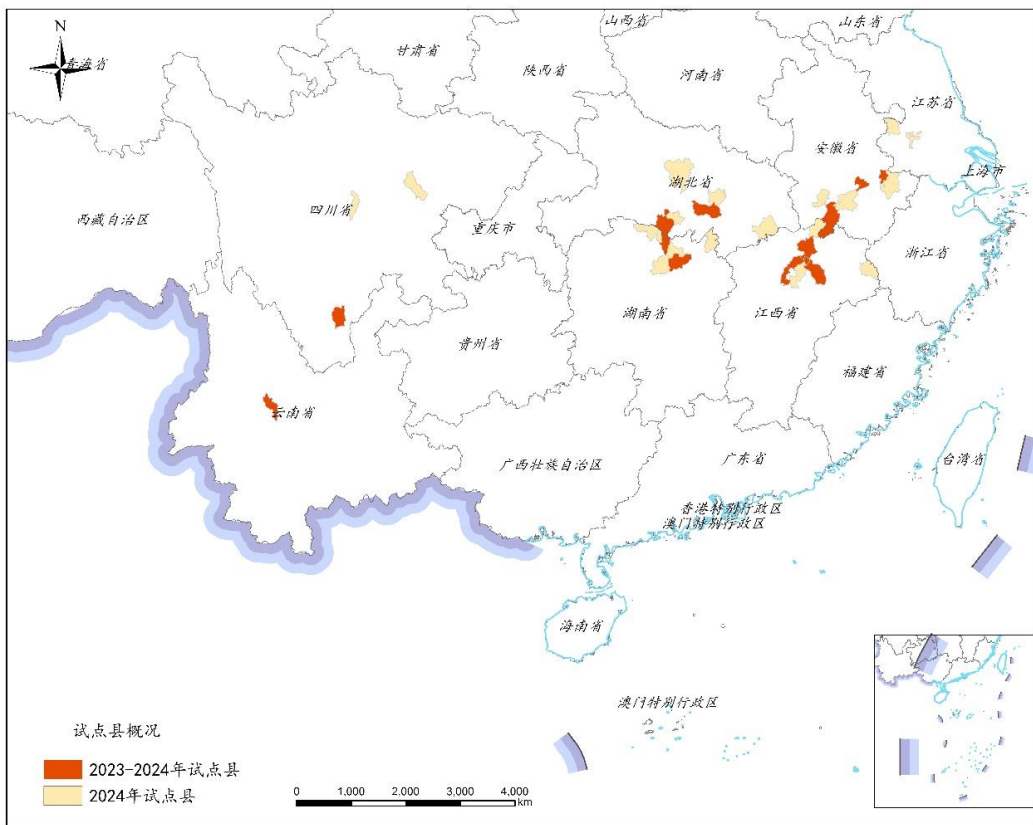 山西省
山东省
N
甘肃省
青海省
陕西省
河南省
江苏省
安徽省
上海市
湖北省
四川省
西藏自治区
重庆市
浙江省
湖南省
江西省
贵州省
福建省
云南省
台湾省
广西壮族自治区
广东省
香港特别行政区
澳门特别行政区
海南省
澳门特别行政区
试点县概况
2023-2024年试点县
2024年试点县
0 1,000 2,000 3,000 4,000
km